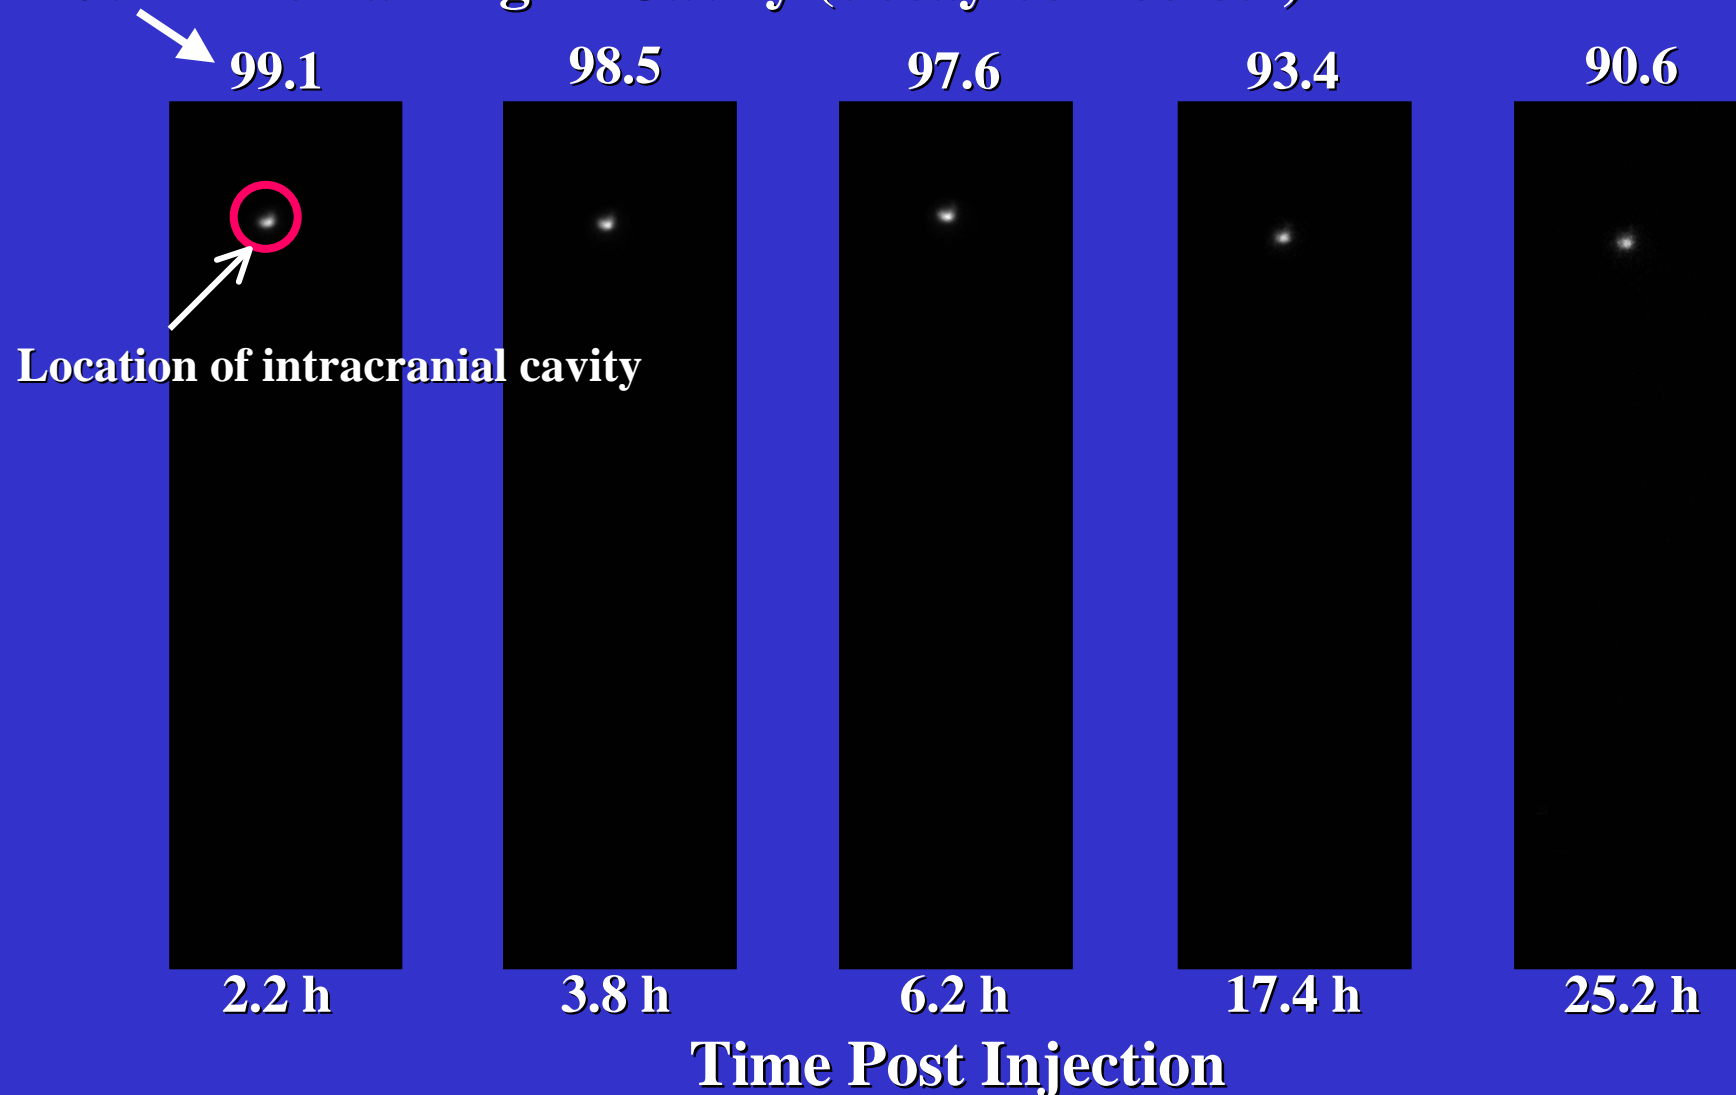 99.1 98.5 97.6 93.4 90.6
Location of intracranial cavity
2.2 h 3.8 h 6.2 h 17.4 h 25.2 h
Time Post Injection